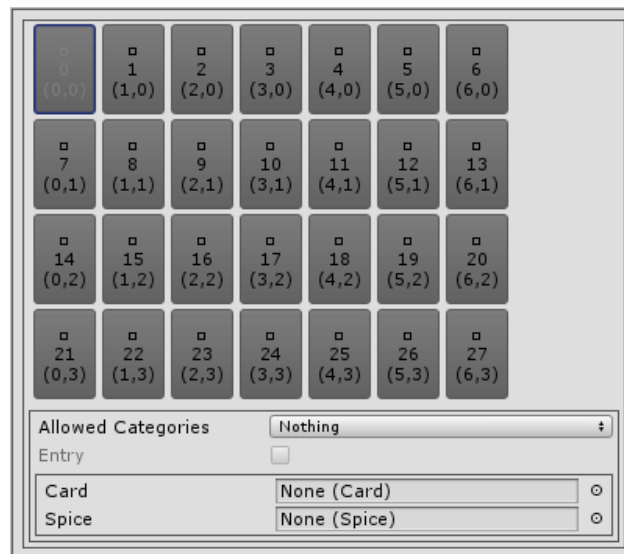 0 1 2 3 4 5 6
(0,0) (1,0) (2,0) (3,0) (4,0) (5,0) (6,0)
7 8 9 10 11 12 13
(0,1) (1,1) (2,1) (3,1) (4,1) (5,1) (6,1)
14 15 16 17 18 19 20
(0,2) (1,2) (2,2) (3,2) (4,2) (5,2) (6,2)
21 22 23 24 25 26 27
(0,3) (1,3) (2,3) (3,3) (4,3) (5,3) (6,3)
Allowed Categories Nothing
Entry
Card None (Card)
Spice None (Spice)